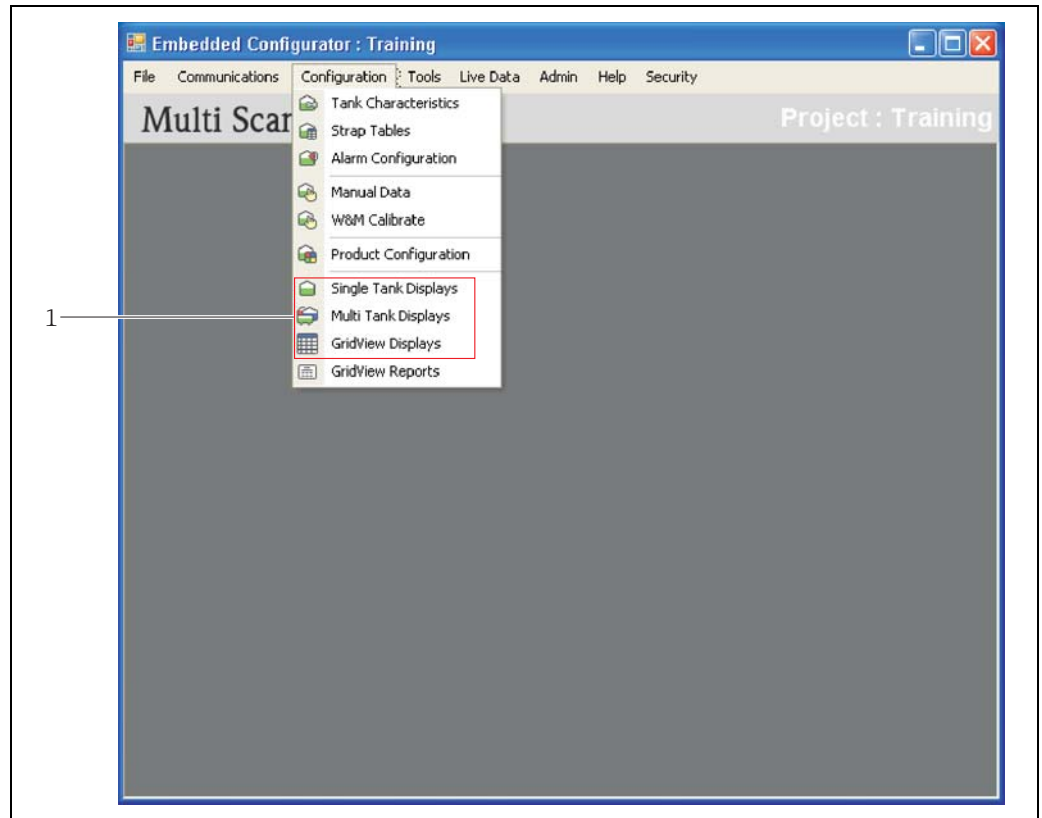 Embedded Configurator : Training
File Communications Configuration Tools Live Data Admin Help Security
Multi Scan
Project : Training
Tank Characteristics
Strap Tables
Alarm Configuration
Manual Data
W&M Calibrate
Product Configuration
Single Tank Displays
1
Multi Tank Displays
GridView Displays
GridView Reports